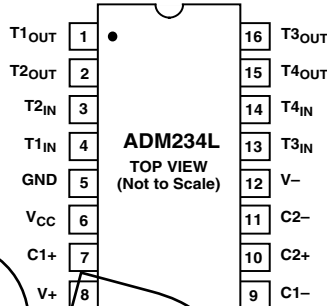 T1OUT 1 16 T3OUT
T2OUT 2 15 T4OUT
T2IN 3 14 T4IN
T1IN 4 ADM234L 13 T3IN
TOP VIEW
GND 5 (Not to Scale) 12 V–
VCC 6 11 C2–
C1+ 7 10 C2+
V+ 8 9 C1–